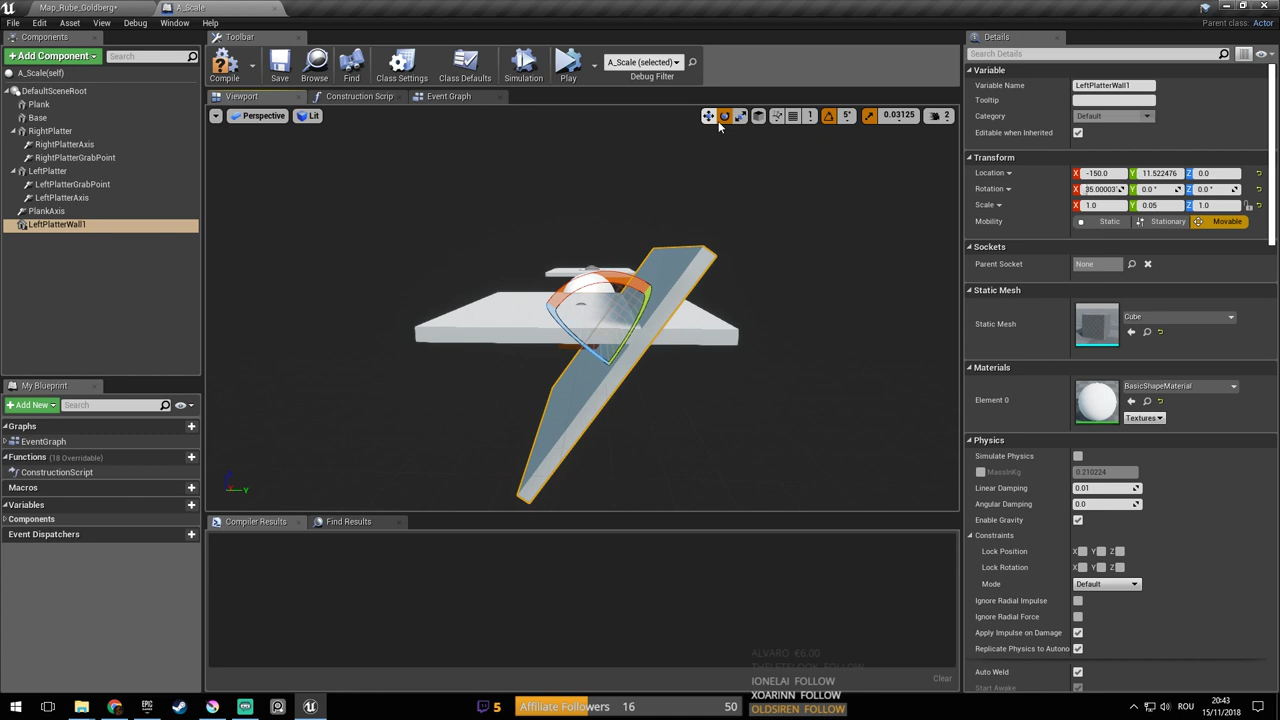 Map_Rube_Goldberg*
A_Scale
File Edit Asset View Debug Window Help
Parent class: Actor
Components
Toolbar
Details
Add Component
Search
Compile
Save
Browse
Find
Class Settings
Class Defaults
Simulation
Play
A_Scale (selected)
Debug Filter
Search Details
A_Scale(self)
DefaultSceneRoot
Plank
Base
RightPlatter
RightPlatterAxis
RightPlatterGrabPoint
LeftPlatter
LeftPlatterGrabPoint
LeftPlatterAxis
PlankAxis
LeftPlatterWall1
Viewport
Construction Scrip
Event Graph
Perspective
Lit
1
5°
0.03125
2
Z
Y
Variable
Variable Name LeftPlatterWall1
Tooltip
Category Default
Editable when Inherited
Transform
Location X -150.0 Y 11.522476 Z 0.0
Rotation X 35.00003° Y 0.0 ° Z 0.0 °
Scale X 1.0 Y 0.05 Z 1.0
Mobility Static Stationary Movable
Sockets
Parent Socket None
Static Mesh
Static Mesh Cube
Materials
Element 0 BasicShapeMaterial
Textures
Physics
Simulate Physics
MassInKg 0.210224
Linear Damping 0.01
Angular Damping 0.0
Enable Gravity
Constraints
Lock Position X Y Z
Lock Rotation X Y Z
Mode Default
Ignore Radial Impulse
Ignore Radial Force
Apply Impulse on Damage
Replicate Physics to Autono
Auto Weld
Start Awake
My Blueprint
Add New
Search
Graphs
EventGraph
Functions (18 Overridable)
ConstructionScript
Macros
Variables
Components
Event Dispatchers
Compiler Results
Find Results
Clear
ALVARO €6.00
IONELAI FOLLOW
XOARINN FOLLOW
OLDSIREN FOLLOW
5
Affiliate Followers 16 50
ROU
20:43
15/11/2018